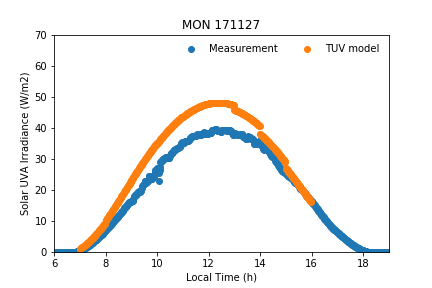 MON 171127
Measurement
TUV model
Solar UVA Irradiance (W/m2)
70
60
50
40
30
20
10
0
6 8 10 12 14 16 18
Local Time (h)